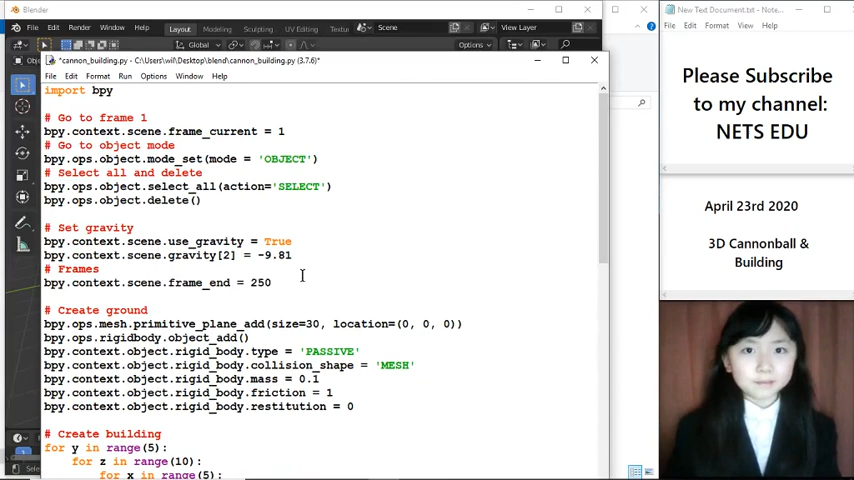 Blender
File Edit Render Window Help Layout Modeling Sculpting UV Editing Scene View Layer
Global Options
*cannon_building.py - C:\Users\wil\Desktop\blend\cannon_building.py (3.7.6)*
File Edit Format Run Options Window Help
import bpy
# Go to frame 1
bpy.context.scene.frame_current = 1
# Go to object mode
bpy.ops.object.mode_set(mode = 'OBJECT')
# Select all and delete
bpy.ops.object.select_all(action='SELECT')
bpy.ops.object.delete()
# Set gravity
bpy.context.scene.use_gravity = True
bpy.context.scene.gravity[2] = -9.81
# Frames
bpy.context.scene.frame_end = 250
# Create ground
bpy.ops.mesh.primitive_plane_add(size=30, location=(0, 0, 0))
bpy.ops.rigidbody.object_add()
bpy.context.object.rigid_body.type = 'PASSIVE'
bpy.context.object.rigid_body.collision_shape = 'MESH'
bpy.context.object.rigid_body.mass = 0.1
bpy.context.object.rigid_body.friction = 1
bpy.context.object.rigid_body.restitution = 0
# Create building
for y in range(5):
for z in range(10):
for x in range(5):
New Text Document.txt - Note...
File Edit Format View Help
Please Subscribe
to my channel:
NETS EDU
April 23rd 2020
3D Cannonball &
Building